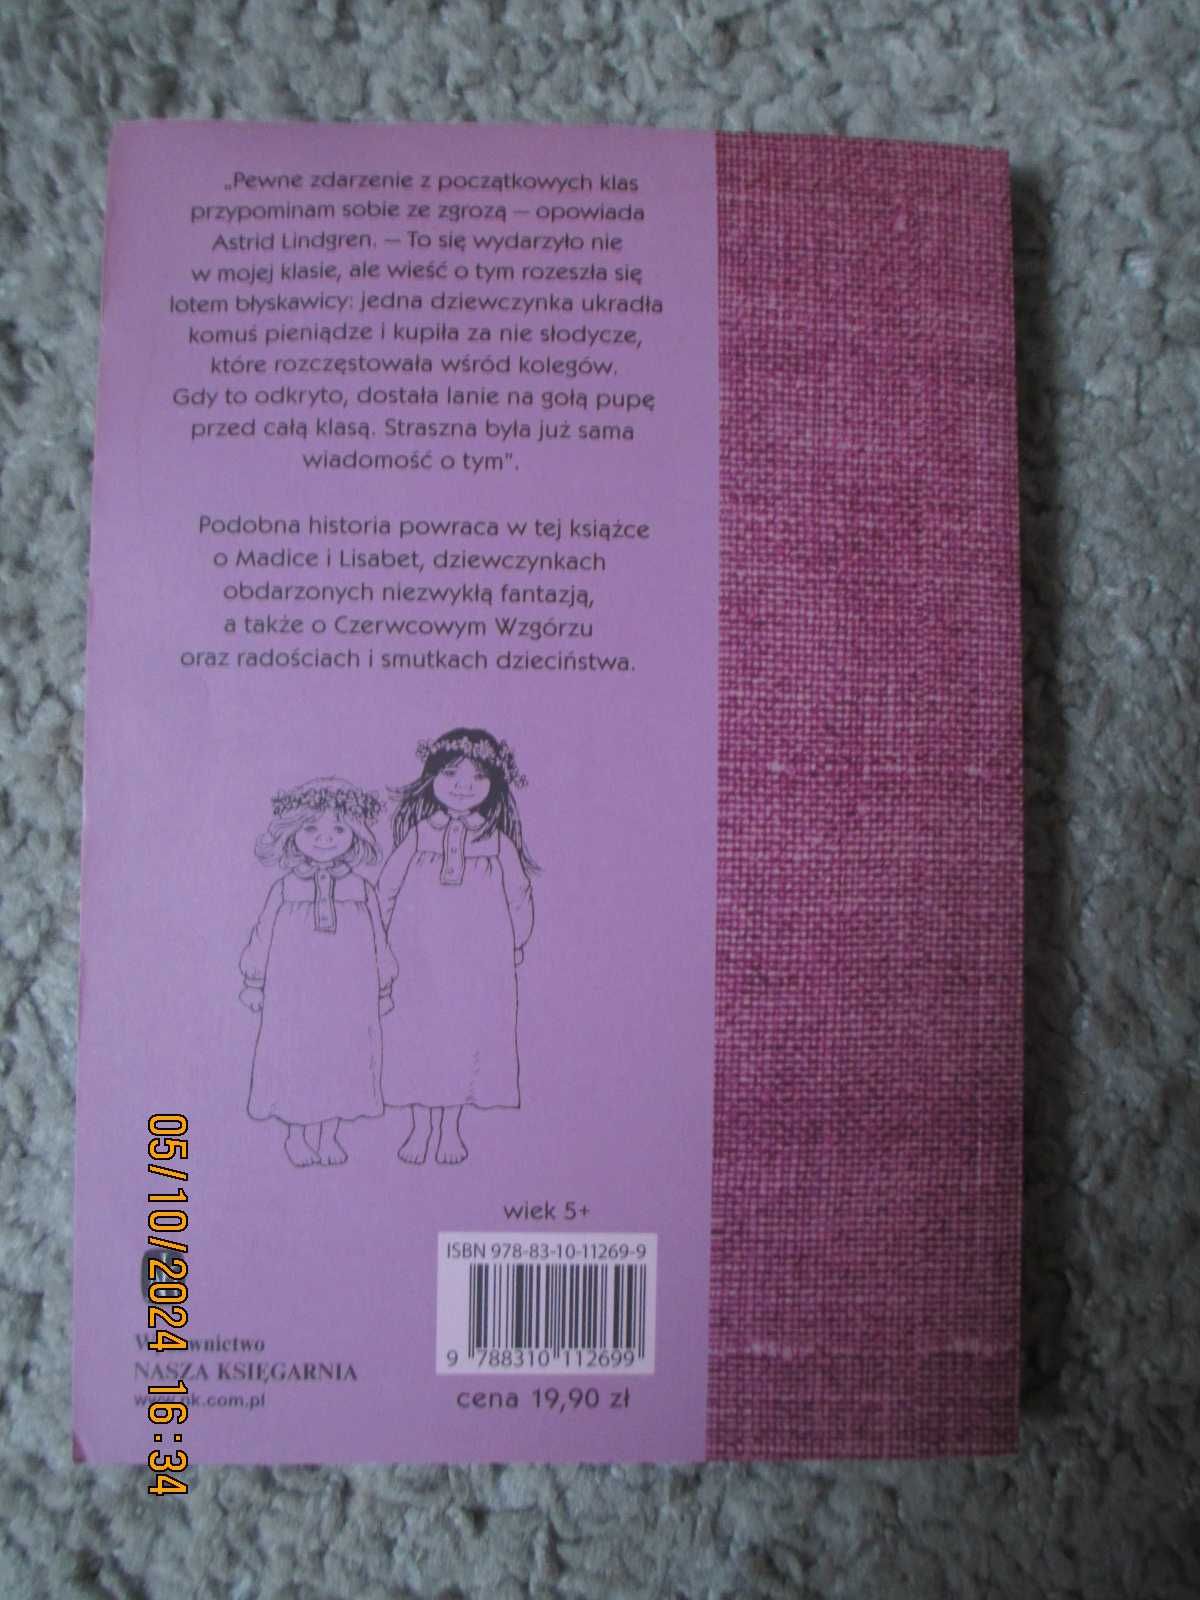 „Pewne zdarzenie z początkowych klas
przypominam sobie ze zgrozą – opowiada
Astrid Lindgren. – To się wydarzyło nie
w mojej klasie, ale wieść o tym rozeszła się
lotem błyskawicy: jedna dziewczynka ukradła
komuś pieniądze i kupiła za nie słodycze,
które rozczęstowała wśród kolegów.
Gdy to odkryto, dostała lanie na gołą pupę
przed całą klasą. Straszna była już sama
wiadomość o tym”.
Podobna historia powraca w tej książce
o Madice i Lisabet, dziewczynkach
obdarzonych niezwykłą fantazją,
a także o Czerwcowym Wzgórzu
oraz radościach i smutkach dzieciństwa.
wiek 5+
ISBN 978-83-10-11269-9
9 788310 112699
cena 19,90 zł
NASZA KSIĘGARNIA
05/10/2024 16:34